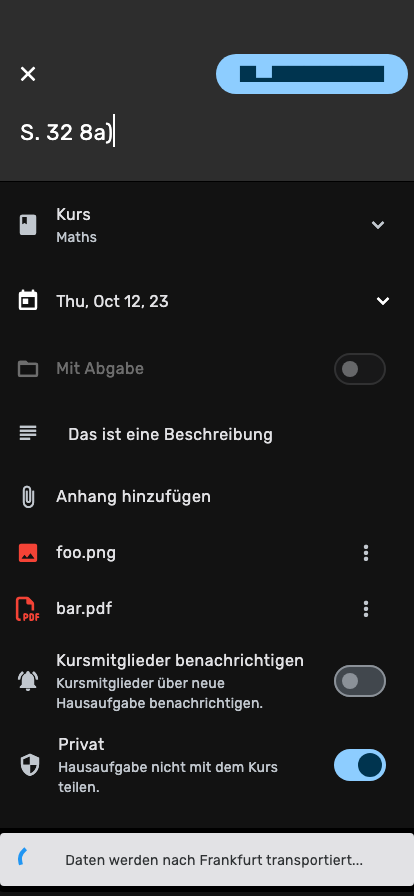 S. 32 8a)
Kurs
Maths
Thu, Oct 12, 23
Mit Abgabe
Das ist eine Beschreibung
Anhang hinzufügen
foo.png
PDF
bar.pdf
Kursmitglieder benachrichtigen
Kursmitglieder über neue
Hausaufgabe benachrichtigen.
Privat
Hausaufgabe nicht mit dem Kurs
teilen.
Daten werden nach Frankfurt transportiert...